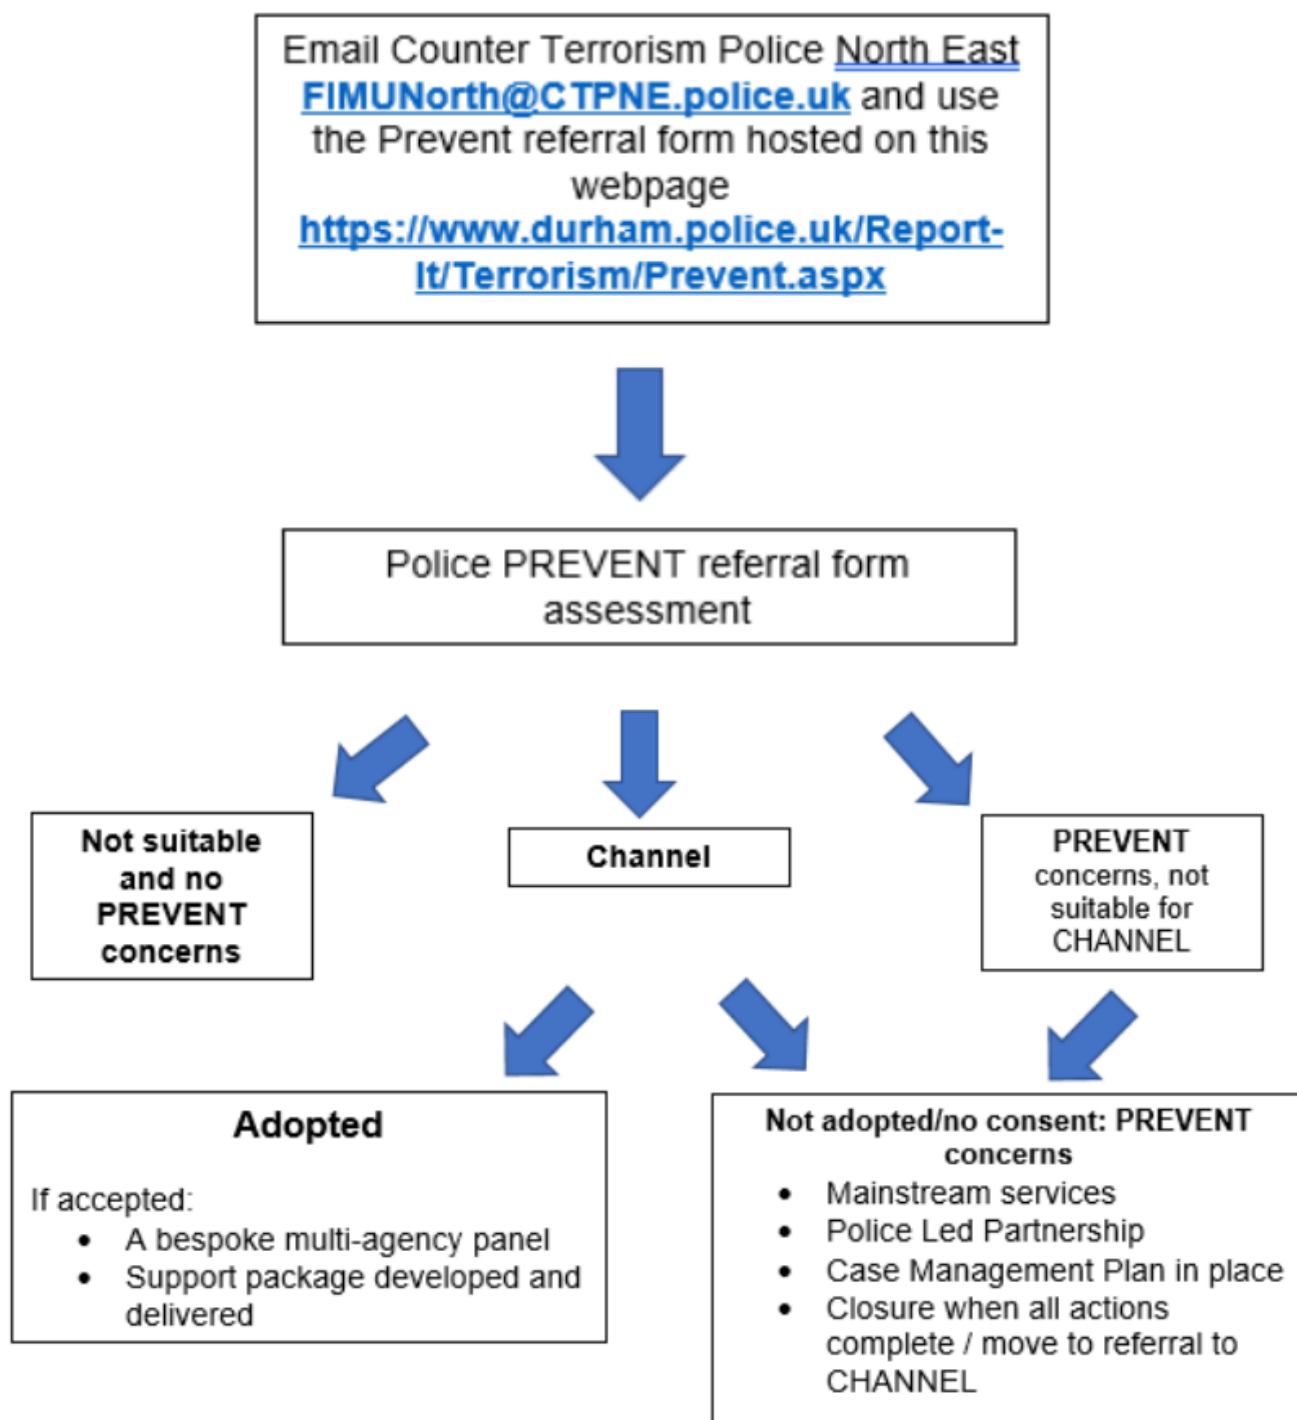 Email Counter Terrorism Police North East
FIMUNorth@CTPNE.police.uk and use
the Prevent referral form hosted on this
webpage
https://www.durham.police.uk/Report-
It/Terrorism/Prevent.aspx
Police PREVENT referral form
assessment
Not suitable
and no
PREVENT
concerns
Channel
PREVENT
concerns, not
suitable for
CHANNEL
Adopted
If accepted:
• A bespoke multi-agency panel
• Support package developed and
delivered
Not adopted/no consent: PREVENT
concerns
• Mainstream services
• Police Led Partnership
• Case Management Plan in place
• Closure when all actions
complete / move to referral to
CHANNEL